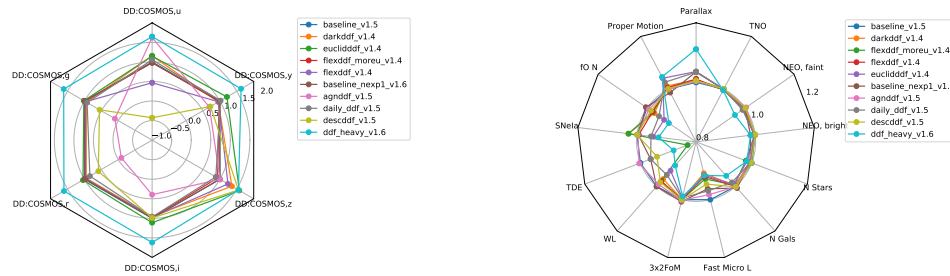 DD:COSMOS,u
DD:COSMOS,y
DD:COSMOS,g
2.0
1.5
1.0
0.5
0.0
−0.5
−1.0
DD:COSMOS,r
DD:COSMOS,z
DD:COSMOS,i
baseline_v1.5
darkddf_v1.4
euclidddf_v1.4
flexddf_moreu_v1.4
flexddf_v1.4
baseline_nexp1_v1.6
agnddf_v1.5
daily_ddf_v1.5
descddf_v1.5
ddf_heavy_v1.6
Parallax
Proper Motion
TNO
fO N
NEO, faint
1.2
1.0
0.8
SNeIa
NEO, brigh
TDE
N Stars
WL
N Gals
3x2FoM
Fast Micro L
baseline_v1.5
darkddf_v1.4
flexddf_moreu_v1.4
flexddf_v1.4
euclidddf_v1.4
baseline_nexp1_v1.
agnddf_v1.5
daily_ddf_v1.5
descddf_v1.5
ddf_heavy_v1.6